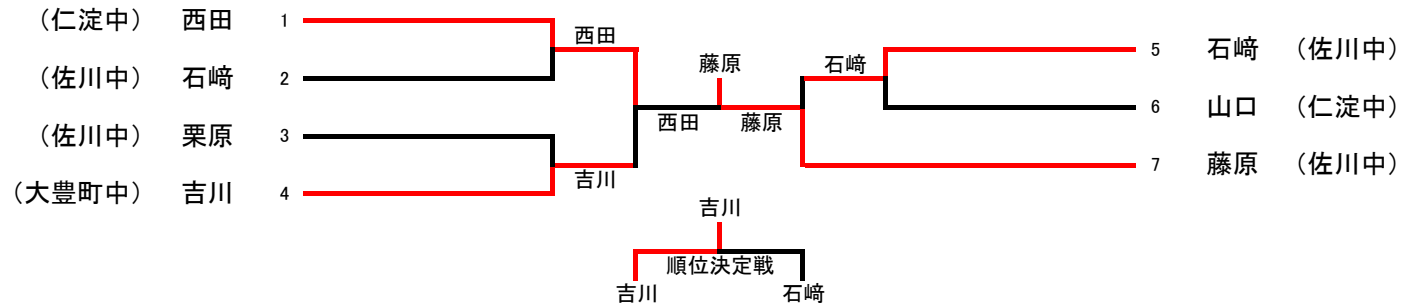 (仁淀中) 西田 1
(佐川中) 石﨑 2
(佐川中) 栗原 3
(大豊町中) 吉川 4
西田
吉川
西田
藤原
藤原
石﨑
5 石﨑 (佐川中)
6 山口 (仁淀中)
7 藤原 (佐川中)
吉川
順位決定戦
吉川 石﨑